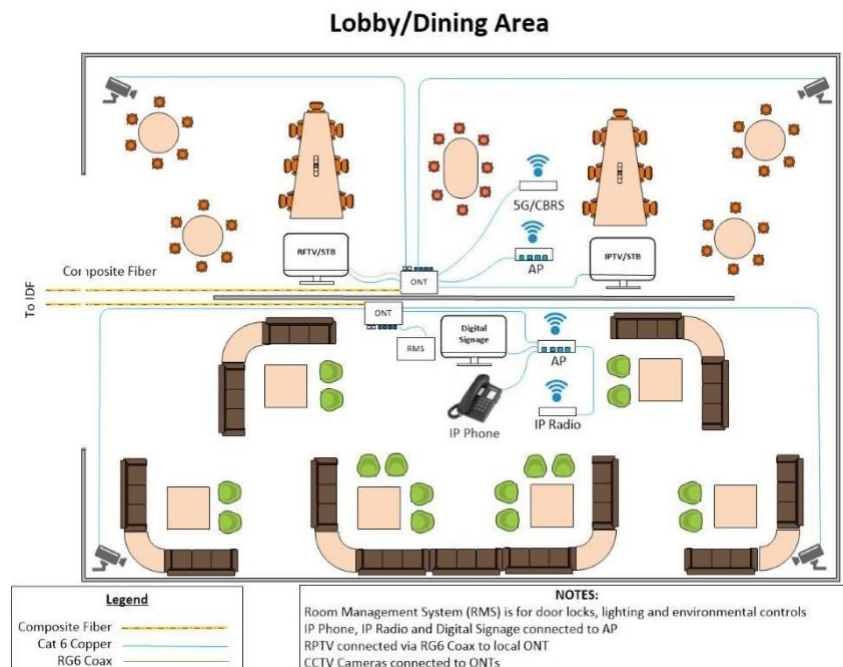 Lobby/Dining Area
5G/CBRS
RFTV/STB
IPTV/STB
AP
ONT
Composite Fiber
To IDF
ONT
Digital
Signage
RMS
AP
IP Phone
IP Radio
Legend
Composite Fiber
Cat 6 Copper
RG6 Coax
NOTES:
Room Management System (RMS) is for door locks, lighting and environmental controls
IP Phone, IP Radio and Digital Signage connected to AP
RPTV connected via RG6 Coax to local ONT
CCTV Cameras connected to ONTs